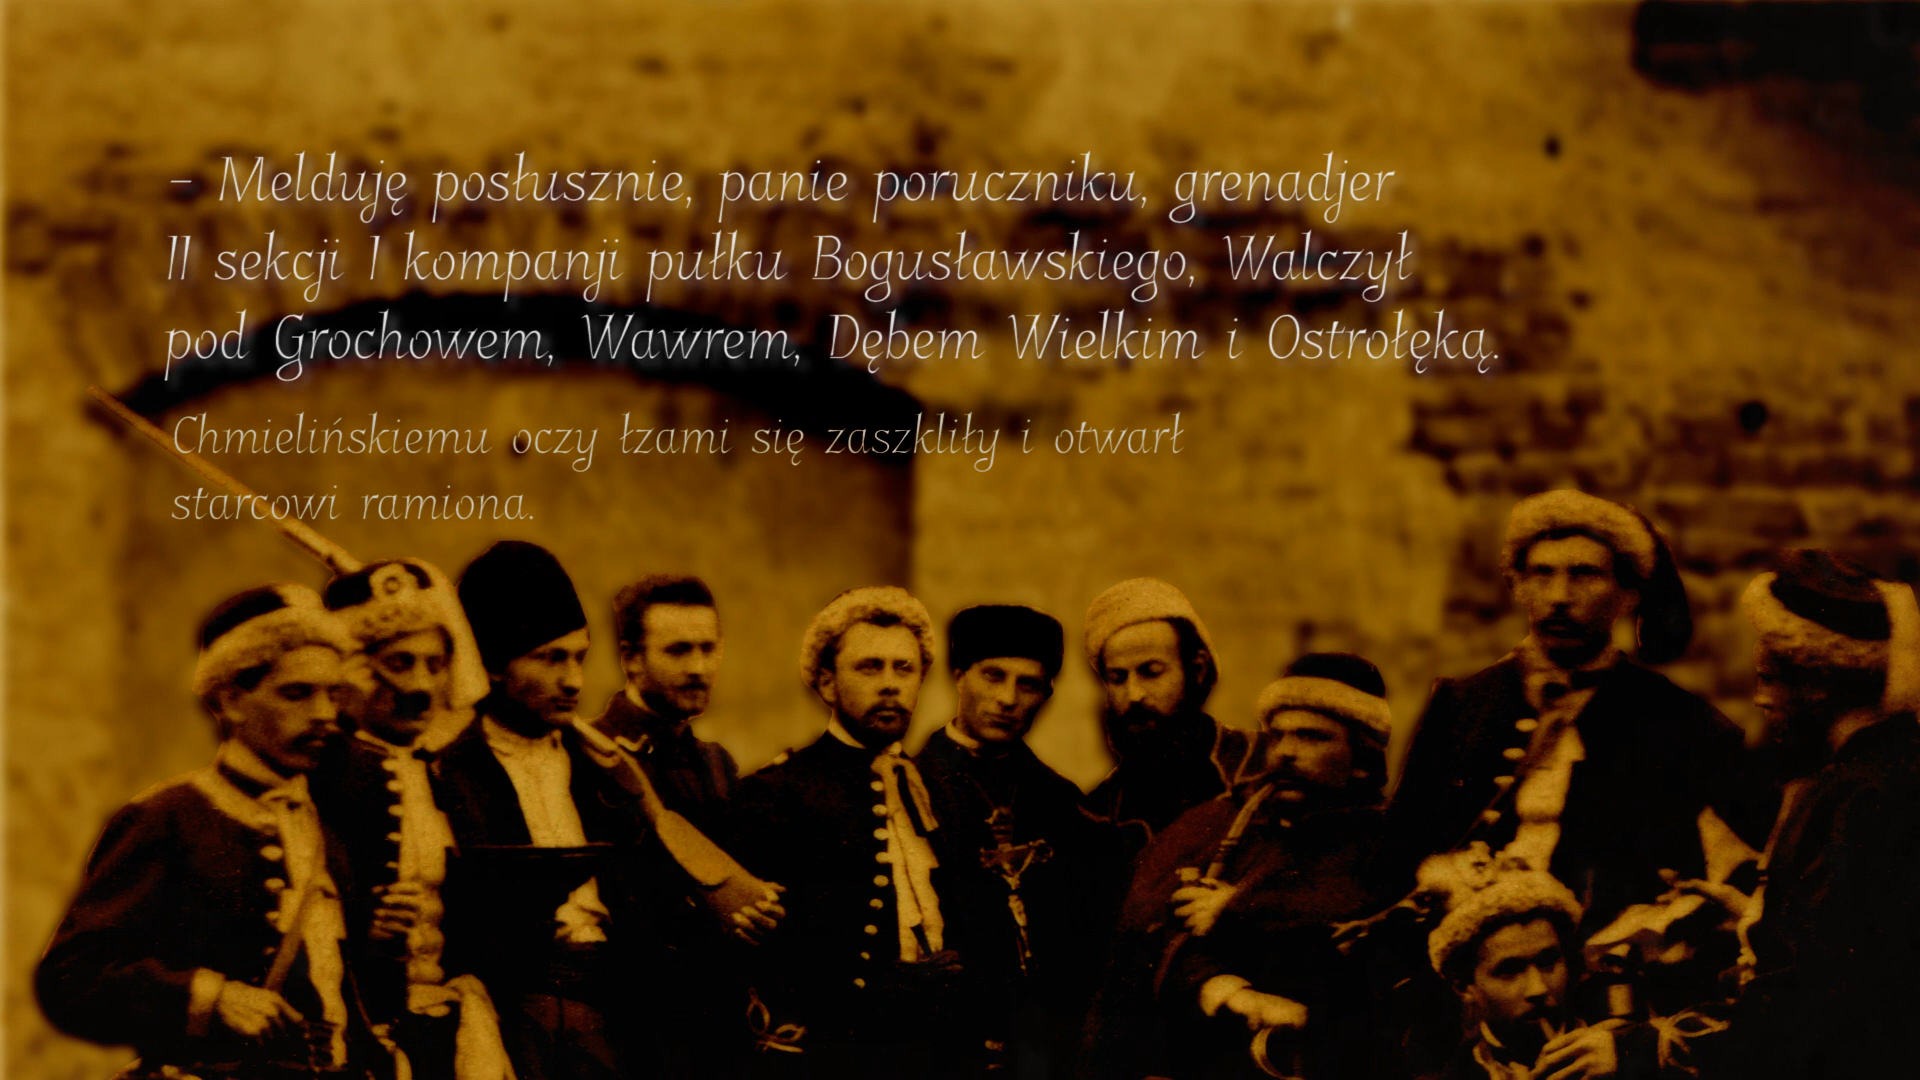 – Melduję posłusznie, panie poruczniku, grenadjer
II sekcji I kompanji pułku Bogusławskiego, Walczył
pod Grochowem, Wawrem, Dębem Wielkim i Ostrołęką.
Chmielińskiemu oczy łzami się zaszkliły i otwarł
starcowi ramiona.